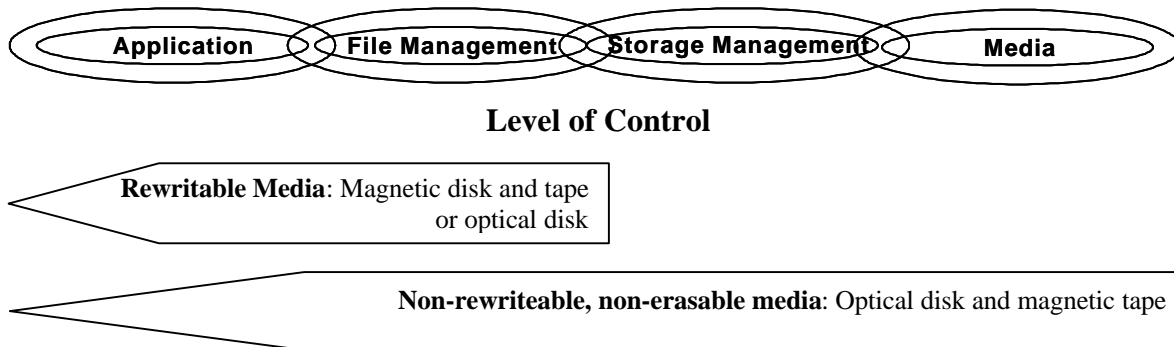 Application File Management Storage Management Media
Level of Control
Rewritable Media: Magnetic disk and tape
or optical disk
Non-rewriteable, non-erasable media: Optical disk and magnetic tape